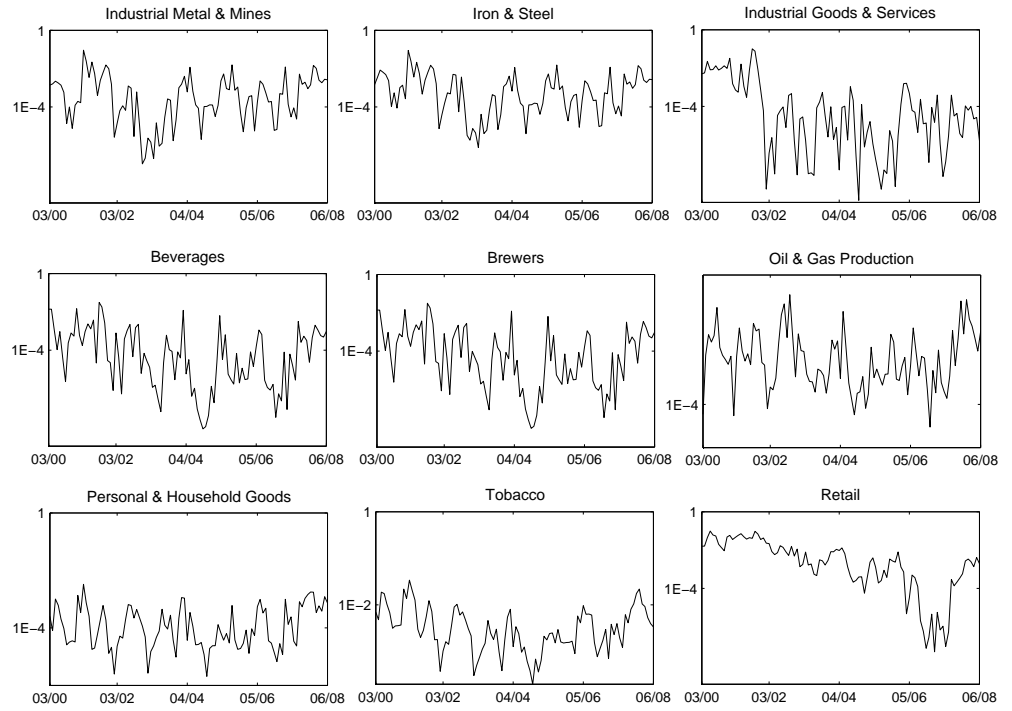 Industrial Metal & Mines
Iron & Steel
Industrial Goods & Services
1
1
1
1E−4
1E−4
1E−4
03/00 03/02 04/04 05/06 06/08
03/00 03/02 04/04 05/06 06/08
03/00 03/02 04/04 05/06 06/08
Beverages
Brewers
Oil & Gas Production
1
1
1E−4
1E−4
1E−4
03/00 03/02 04/04 05/06 06/08
03/00 03/02 04/04 05/06 06/08
03/00 03/02 04/04 05/06 06/08
Personal & Household Goods
Tobacco
Retail
1
1
1
1E−4
1E−2
1E−4
03/00 03/02 04/04 05/06 06/08
03/00 03/02 04/04 05/06 06/08
03/00 03/02 04/04 05/06 06/08